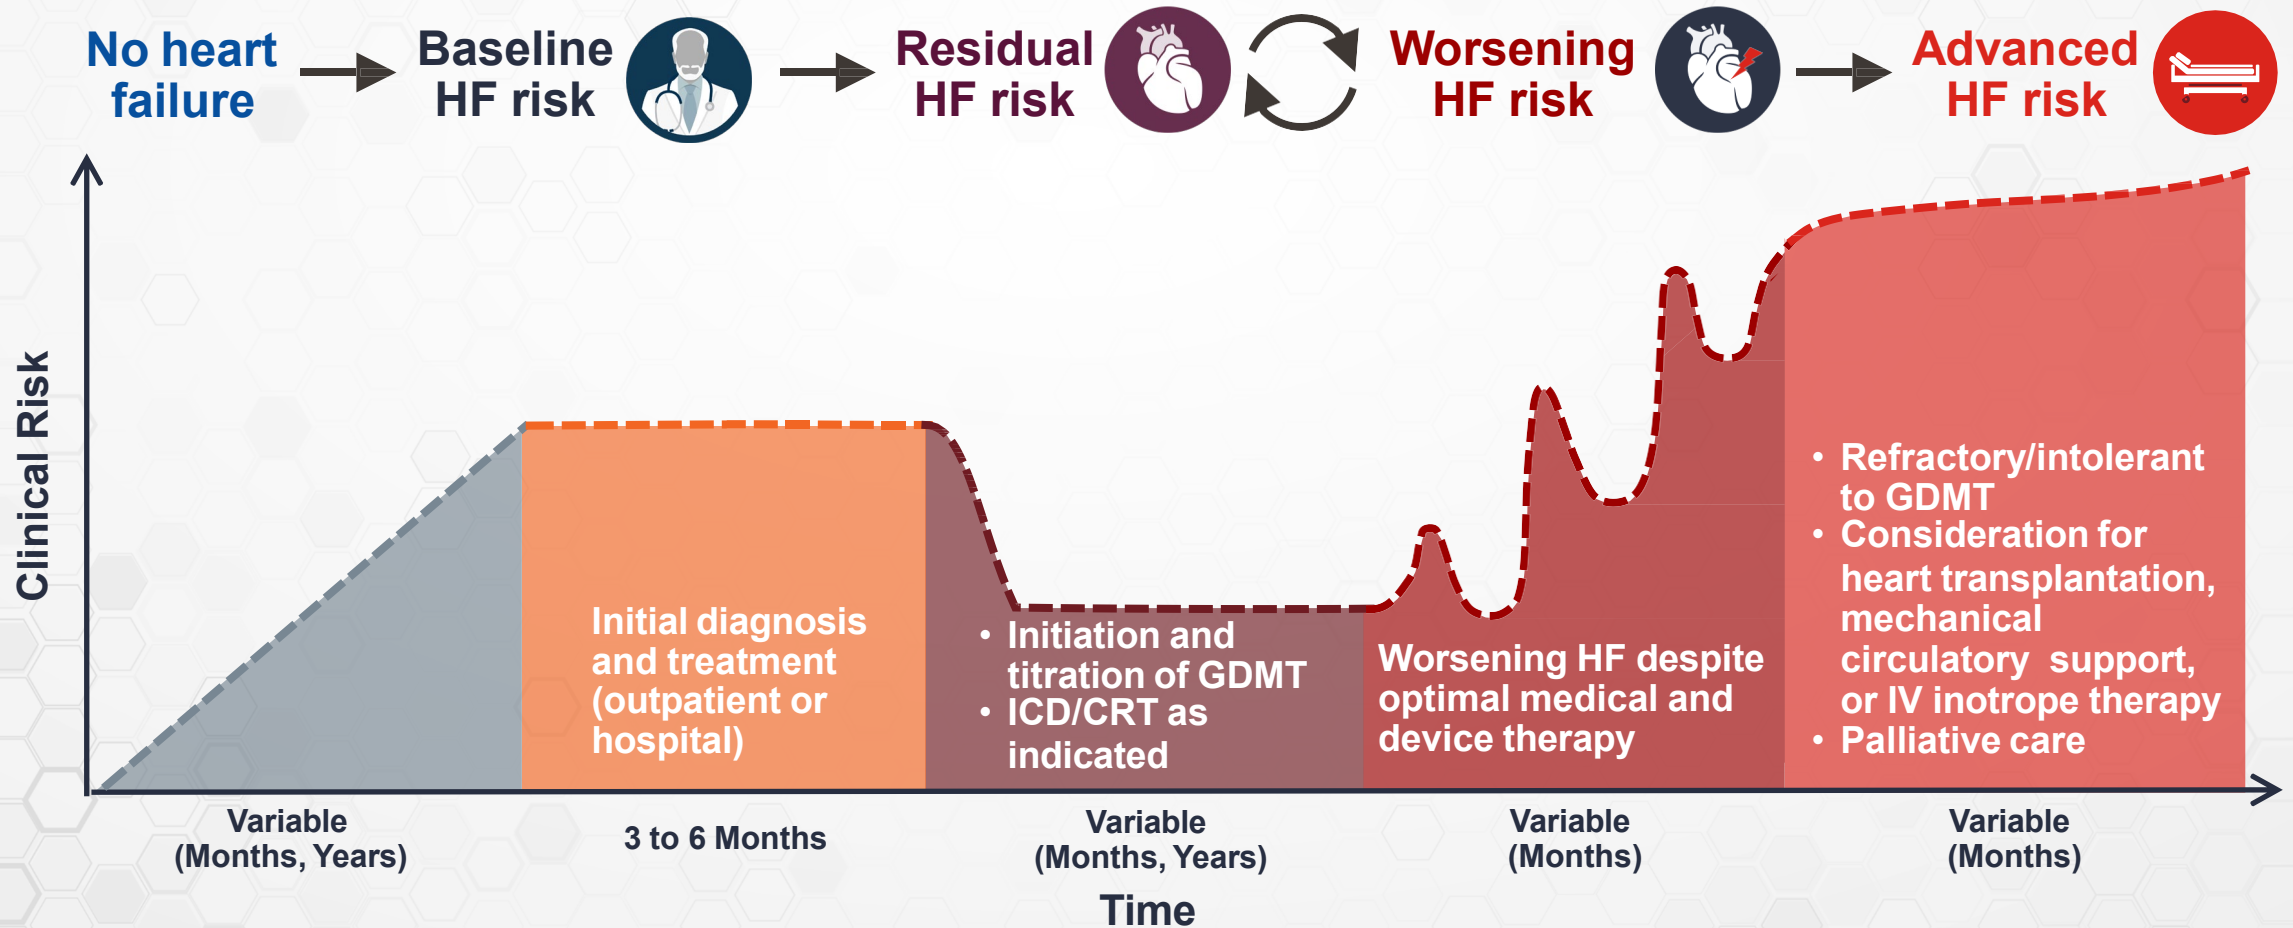 No heart
failure
Baseline
HF risk
Residual
HF risk
Worsening
HF risk
Advanced
HF risk
Clinical Risk
Initial diagnosis
and treatment
(outpatient or
hospital)
• Initiation and
titration of GDMT
• ICD/CRT as
indicated
Worsening HF despite
optimal medical and
device therapy
• Refractory/intolerant
to GDMT
• Consideration for
heart transplantation,
mechanical
circulatory support,
or IV inotrope therapy
• Palliative care
Variable
(Months, Years)
3 to 6 Months
Variable
(Months, Years)
Variable
(Months)
Variable
(Months)
Time